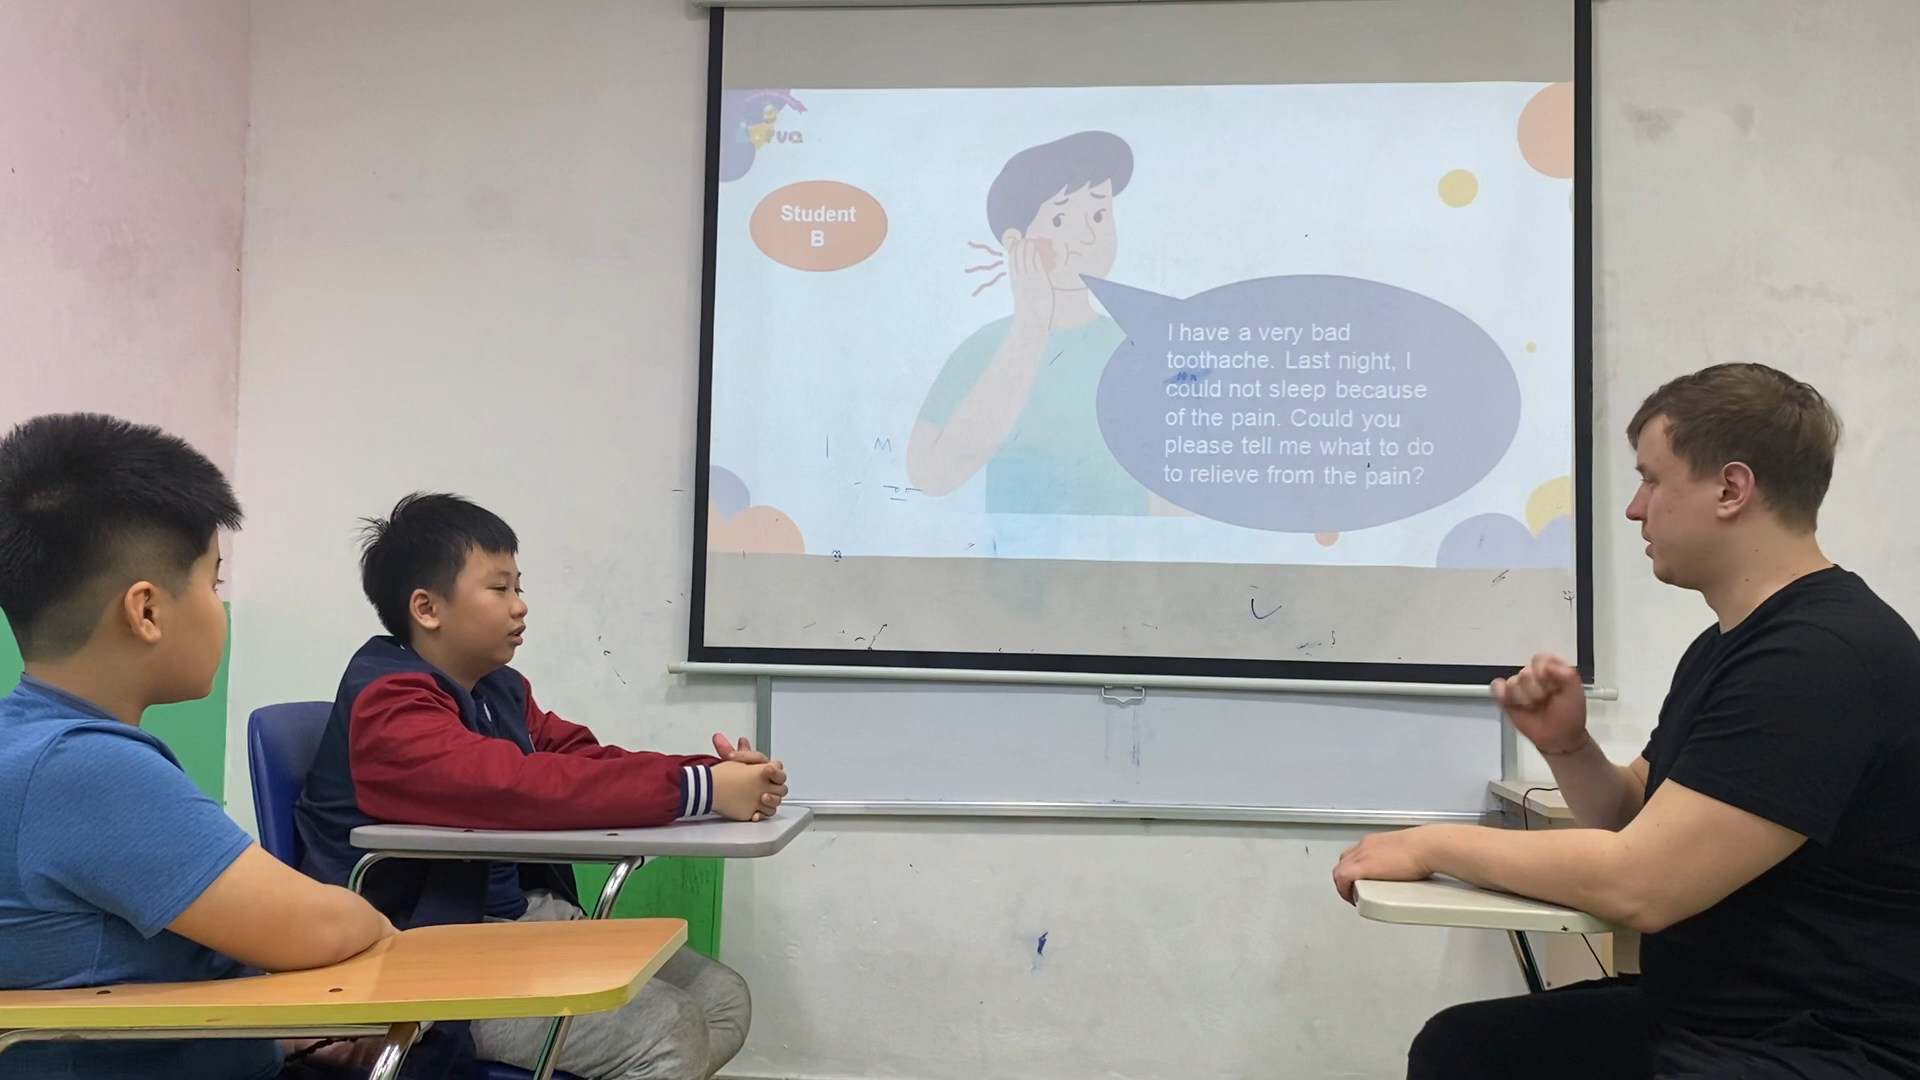 rva
Student
B
I have a very bad
toothache. Last night, I
could not sleep because
of the pain. Could you
please tell me what to do
to relieve from the pain?